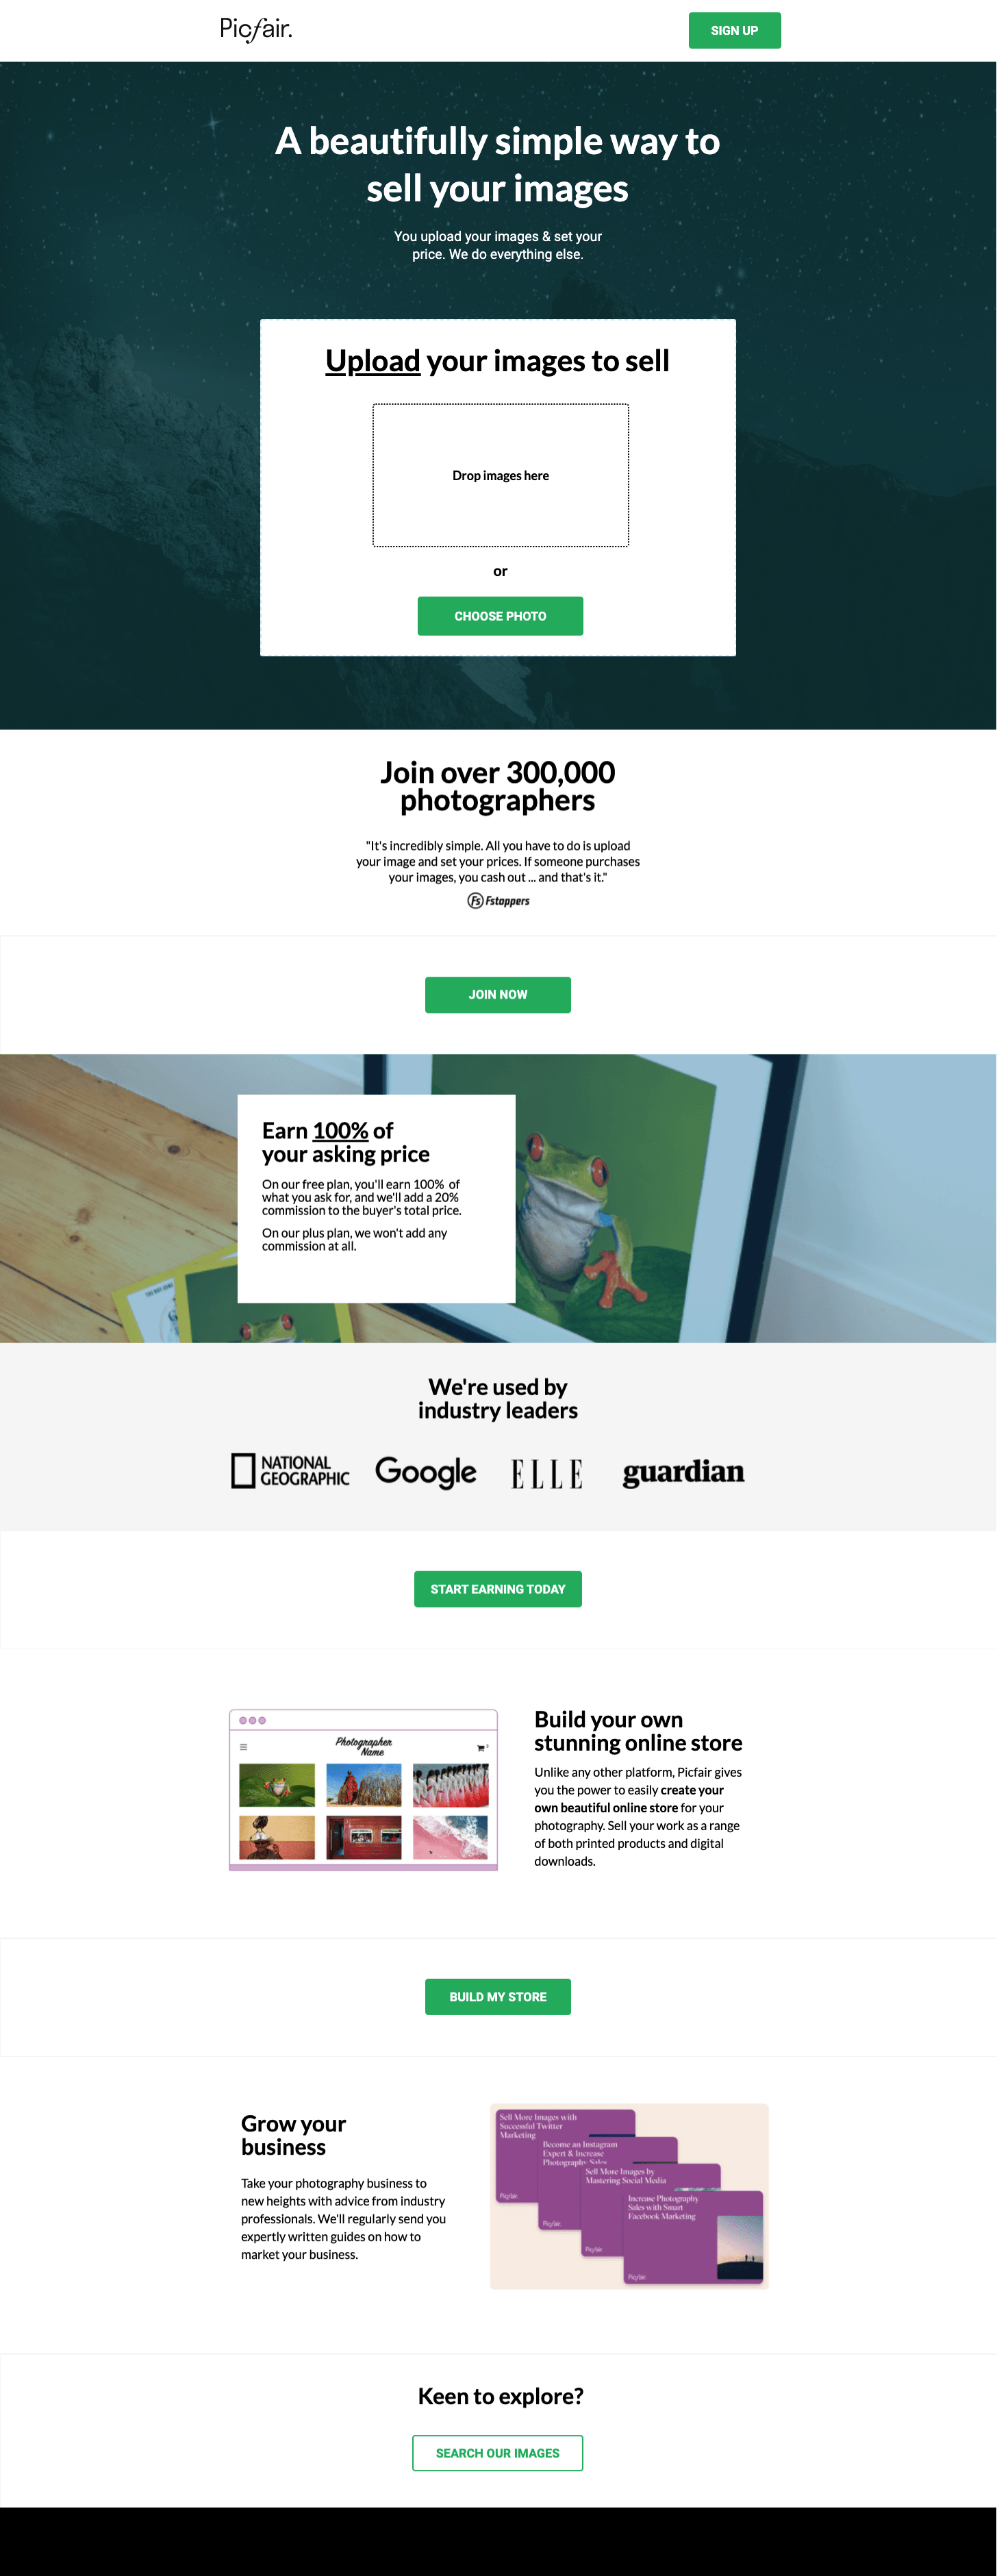 Picfair.
SIGN UP
A beautifully simple way to
sell your images
You upload your images & set your
price. We do everything else.
Upload your images to sell
Drop images here
or
CHOOSE PHOTO
Join over 300,000
photographers
"It's incredibly simple. All you have to do is upload
your image and set your prices. If someone purchases
your images, you cash out ... and that's it."
Fs Fstoppers
JOIN NOW
Earn 100% of
your asking price
On our free plan, you'll earn 100% of
what you ask for, and we'll add a 20%
commission to the buyer's total price.
On our plus plan, we won't add any
commission at all.
We're used by
industry leaders
NATIONAL
GEOGRAPHIC
Google
ELLE
guardian
START EARNING TODAY
Photographer
Name
Build your own
stunning online store
Unlike any other platform, Picfair gives
you the power to easily create your
own beautiful online store for your
photography. Sell your work as a range
of both printed products and digital
downloads.
BUILD MY STORE
Grow your
business
Take your photography business to
new heights with advice from industry
professionals. We'll regularly send you
expertly written guides on how to
market your business.
Sell More Images with
Successful Twitter
Marketing
Picfair.
Become an Instagram
Expert & Increase
Photography Sales
Picfair.
Sell More Images by
Mastering Social Media
Picfair.
Increase Photography
Sales with Smart
Facebook Marketing
Picfair.
Keen to explore?
SEARCH OUR IMAGES